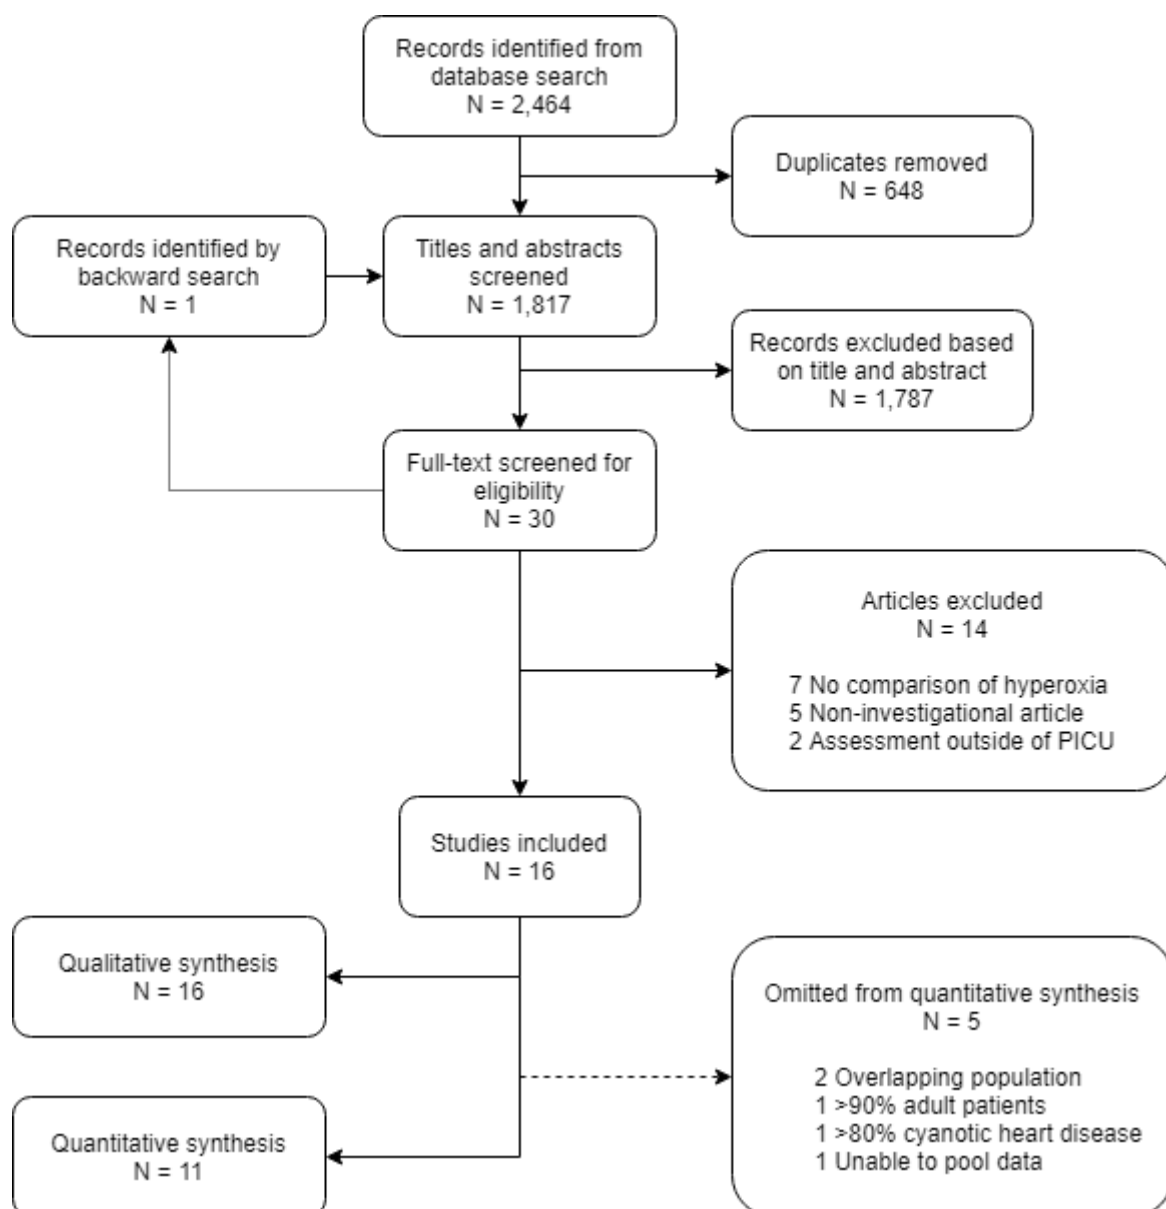 Records identified from
database search
N = 2,464
Duplicates removed
N = 648
Records identified by
backward search
N = 1
Titles and abstracts
screened
N = 1,817
Records excluded based
on title and abstract
N = 1,787
Full-text screened for
eligibility
N = 30
Articles excluded
N = 14
7 No comparison of hyperoxia
5 Non-investigational article
2 Assessment outside of PICU
Studies included
N = 16
Qualitative synthesis
N = 16
Omitted from quantitative synthesis
N = 5
2 Overlapping population
1 >90% adult patients
1 >80% cyanotic heart disease
1 Unable to pool data
Quantitative synthesis
N = 11